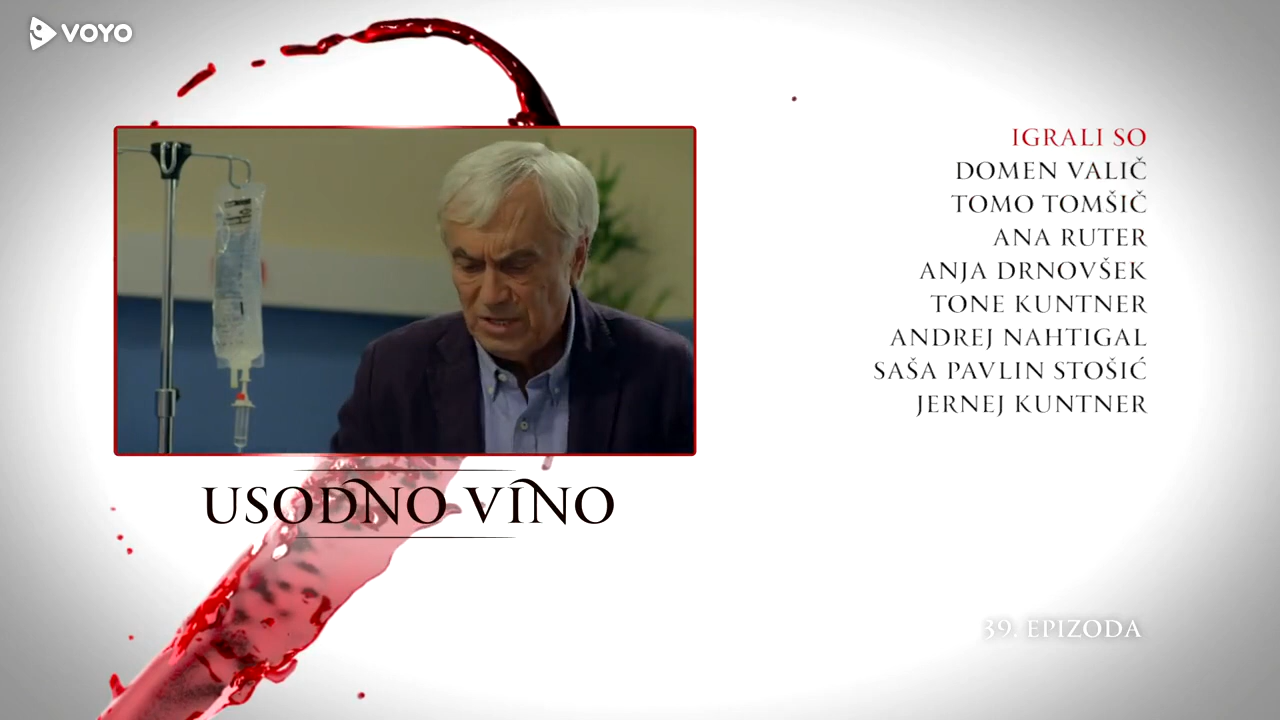 VOYO
IGRALI SO
DOMEN VALIČ
TOMO TOMŠIČ
ANA RUTER
ANJA DRNOVŠEK
TONE KUNTNER
ANDREJ NAHTIGAL
SAŠA PAVLIN STOŠIĆ
JERNEJ KUNTNER
USODNO VINO
39. EPIZODA